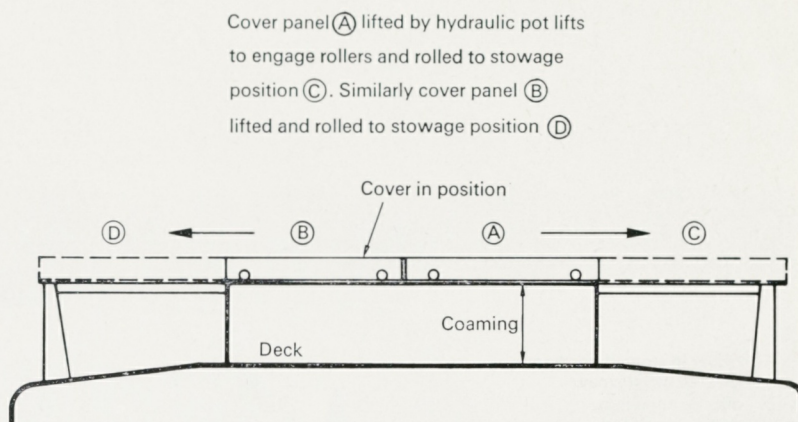 Cover panel Ⓐ lifted by hydraulic pot lifts
to engage rollers and rolled to stowage
position Ⓒ. Similarly cover panel Ⓑ
lifted and rolled to stowage position Ⓓ
Cover in position
Ⓓ Ⓑ Ⓐ Ⓒ
Coaming
Deck